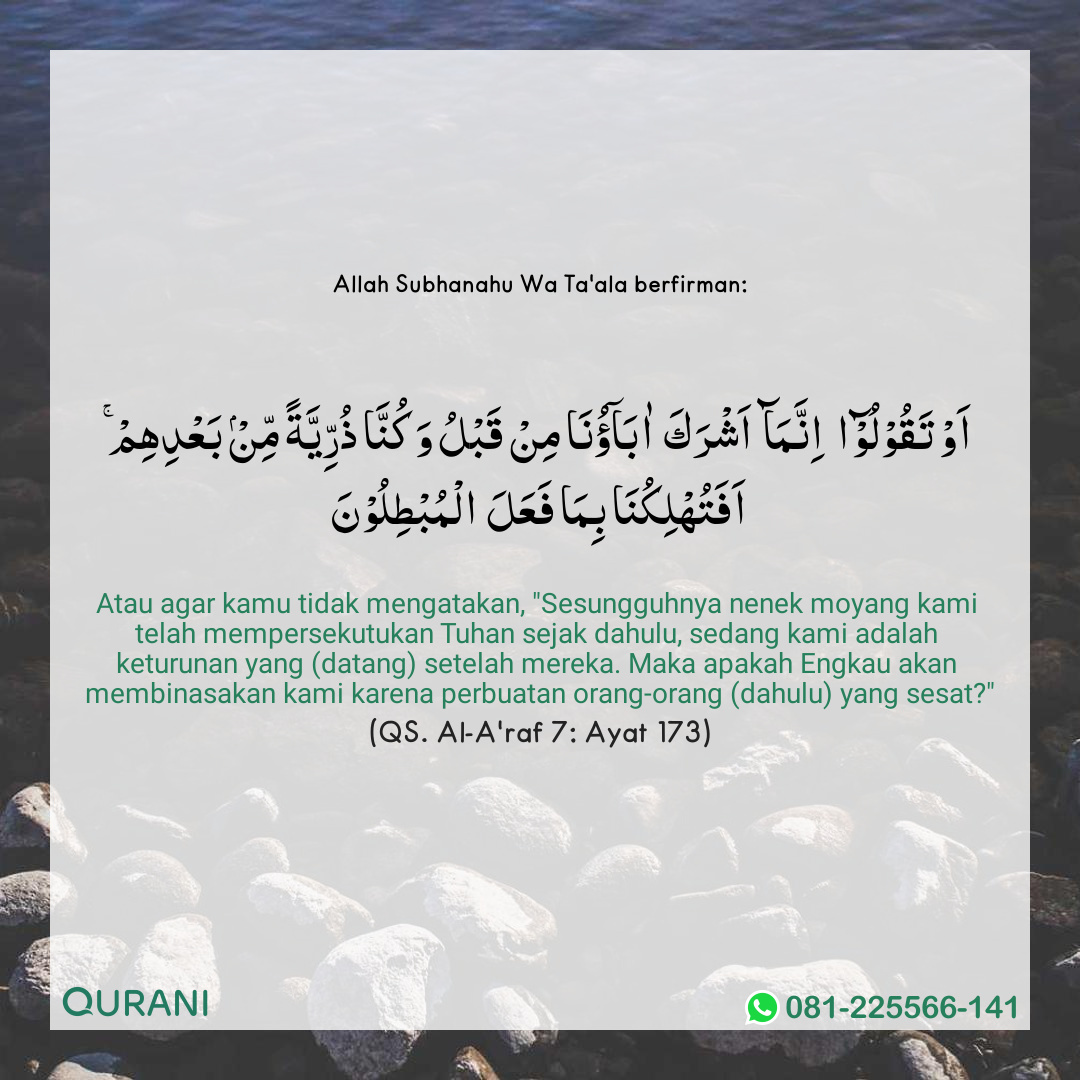 Allah Subhanahu Wa Ta'ala berfirman:
اَوْ تَقُوْلُوْۤا اِنَّمَاۤ اَشْرَكَ اٰبَآؤُنَا مِنْ قَبْلُ وَكُنَّا ذُرِّيَّةً مِّنْۢ بَعْدِهِمْ ۚ
اَفَتُهْلِكُنَا بِمَا فَعَلَ الْمُبْطِلُوْنَ
Atau agar kamu tidak mengatakan, "Sesungguhnya nenek moyang kami
telah mempersekutukan Tuhan sejak dahulu, sedang kami adalah
keturunan yang (datang) setelah mereka. Maka apakah Engkau akan
membinasakan kami karena perbuatan orang-orang (dahulu) yang sesat?"
(QS. Al-A'raf 7: Ayat 173)
QURANI
081-225566-141